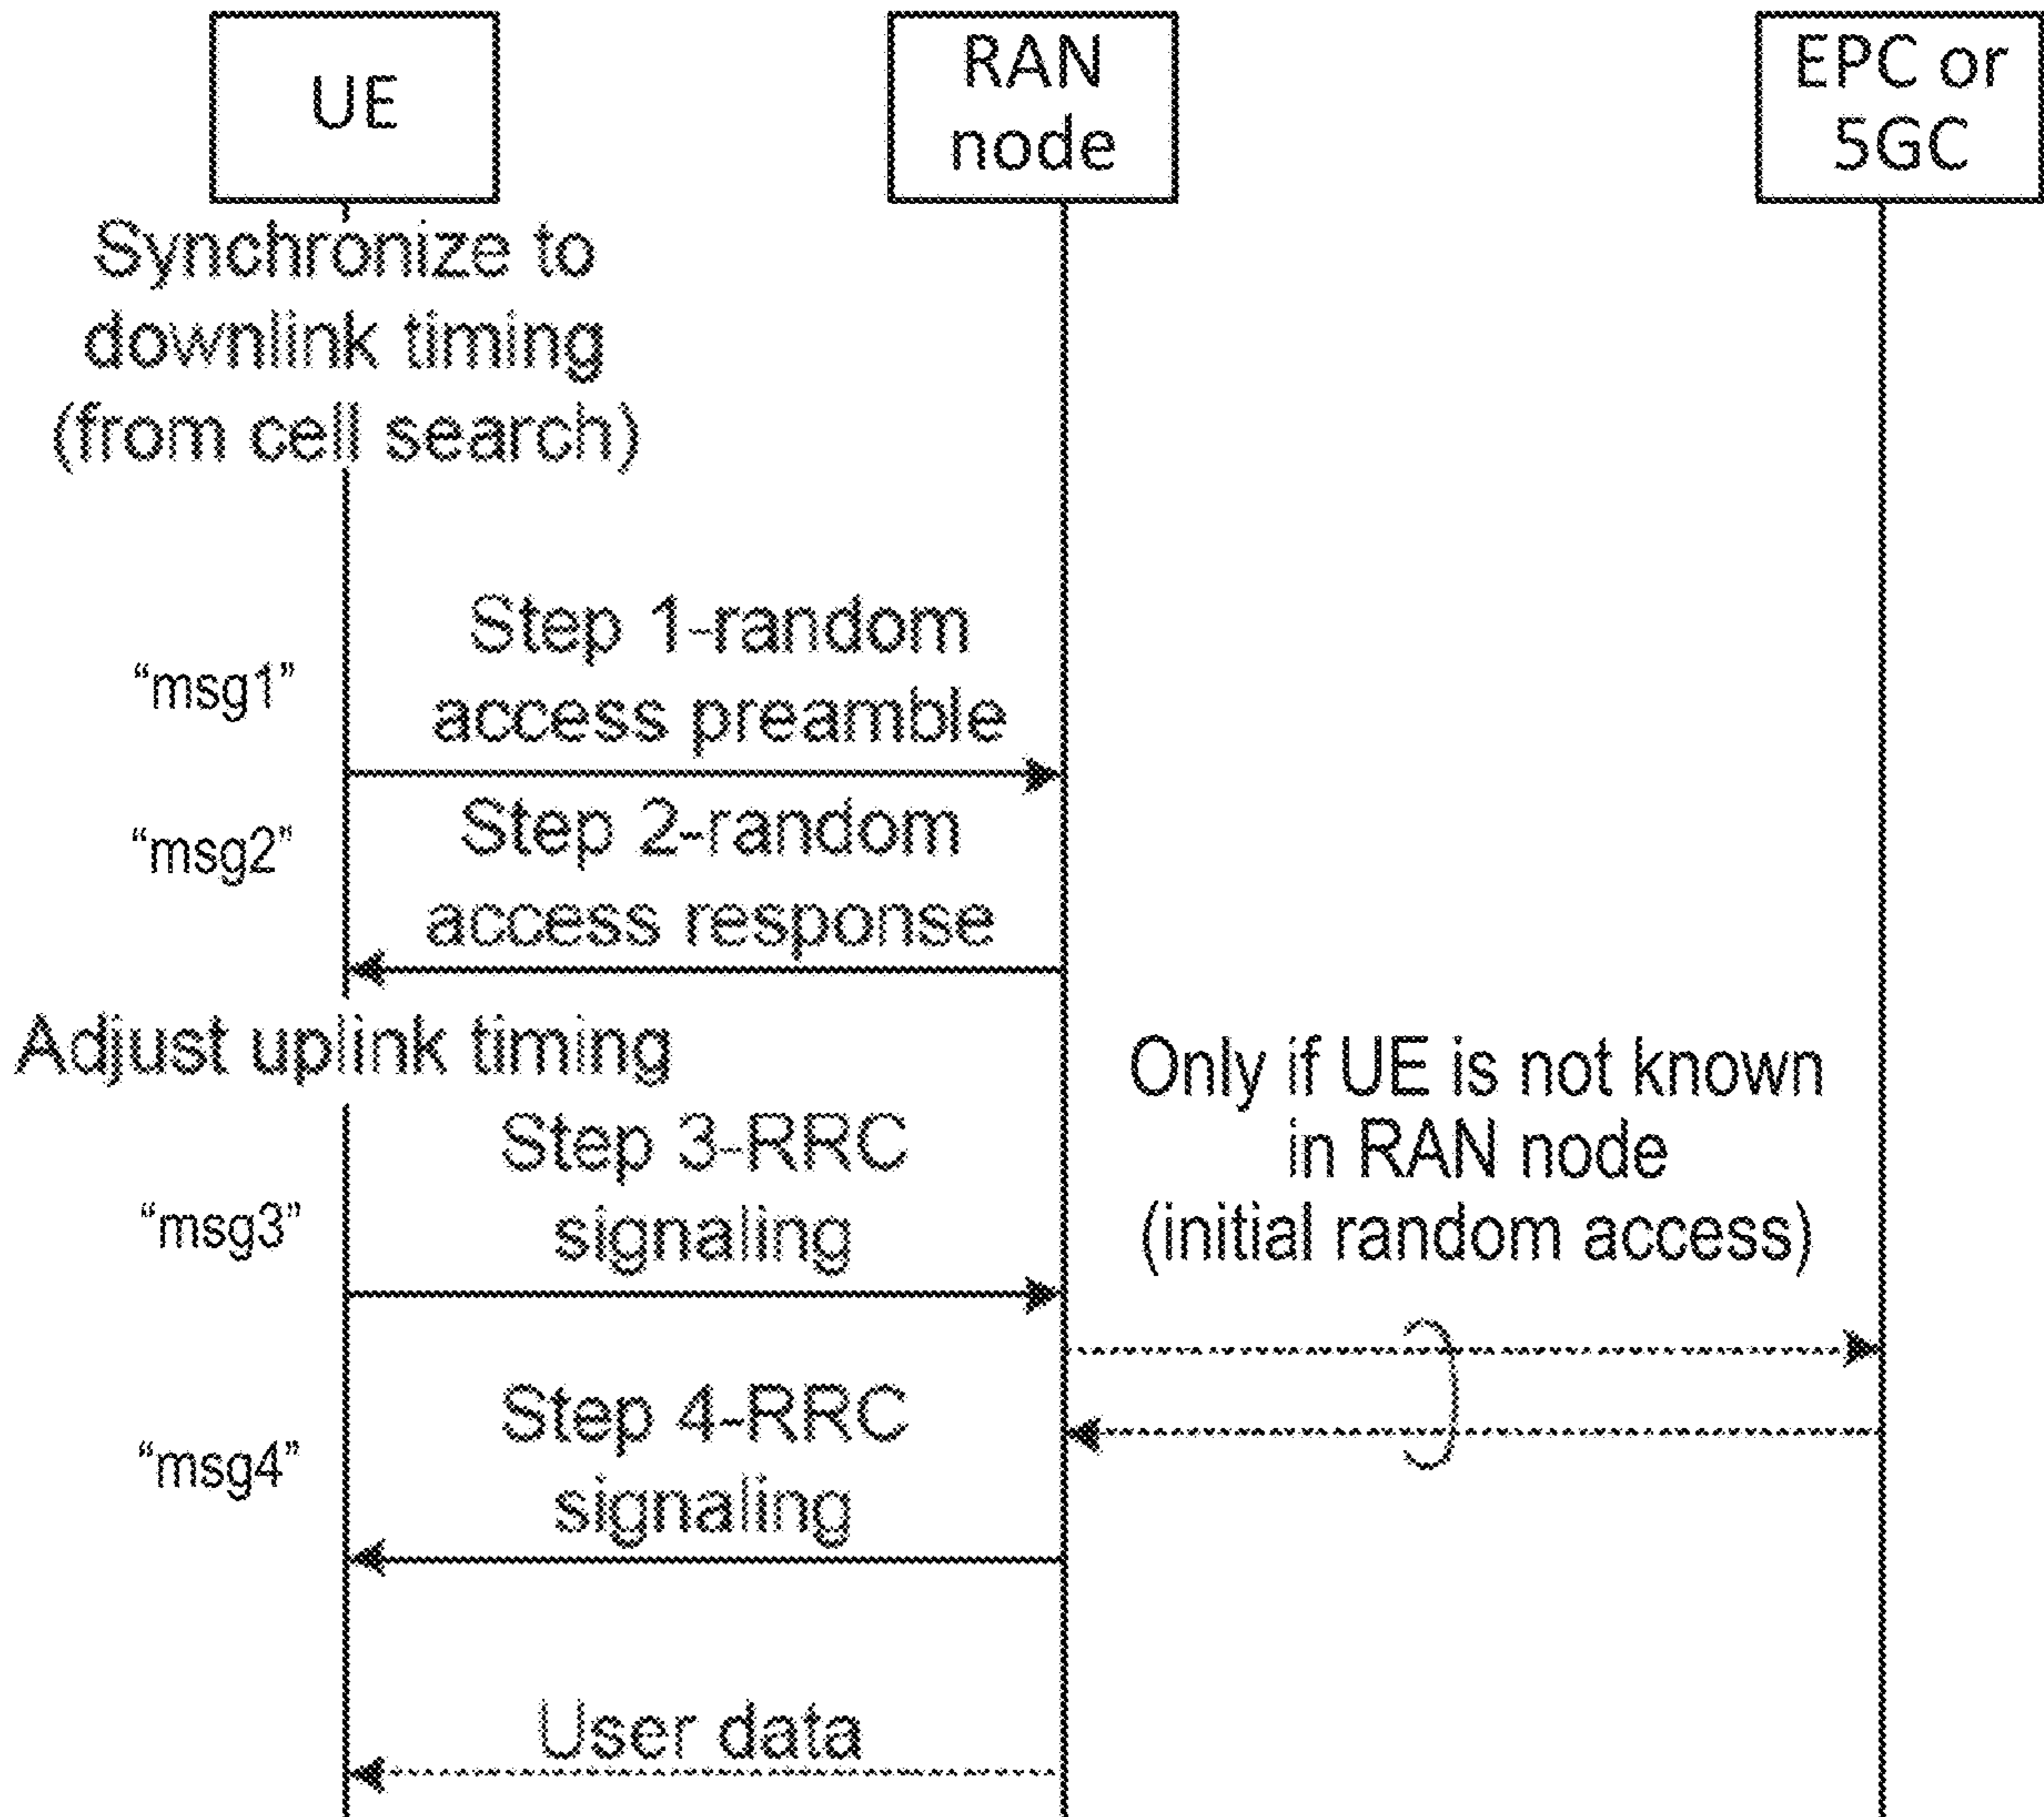 UE
RAN
node
EPC or
5GC
Synchronize to
downlink timing
(from cell search)
Step 1-random
access preamble
"msg1"
Step 2-random
access response
"msg2"
Adjust uplink timing
Only if UE is not known
in RAN node
(initial random access)
Step 3-RRC
signaling
"msg3"
Step 4-RRC
signaling
"msg4"
User data